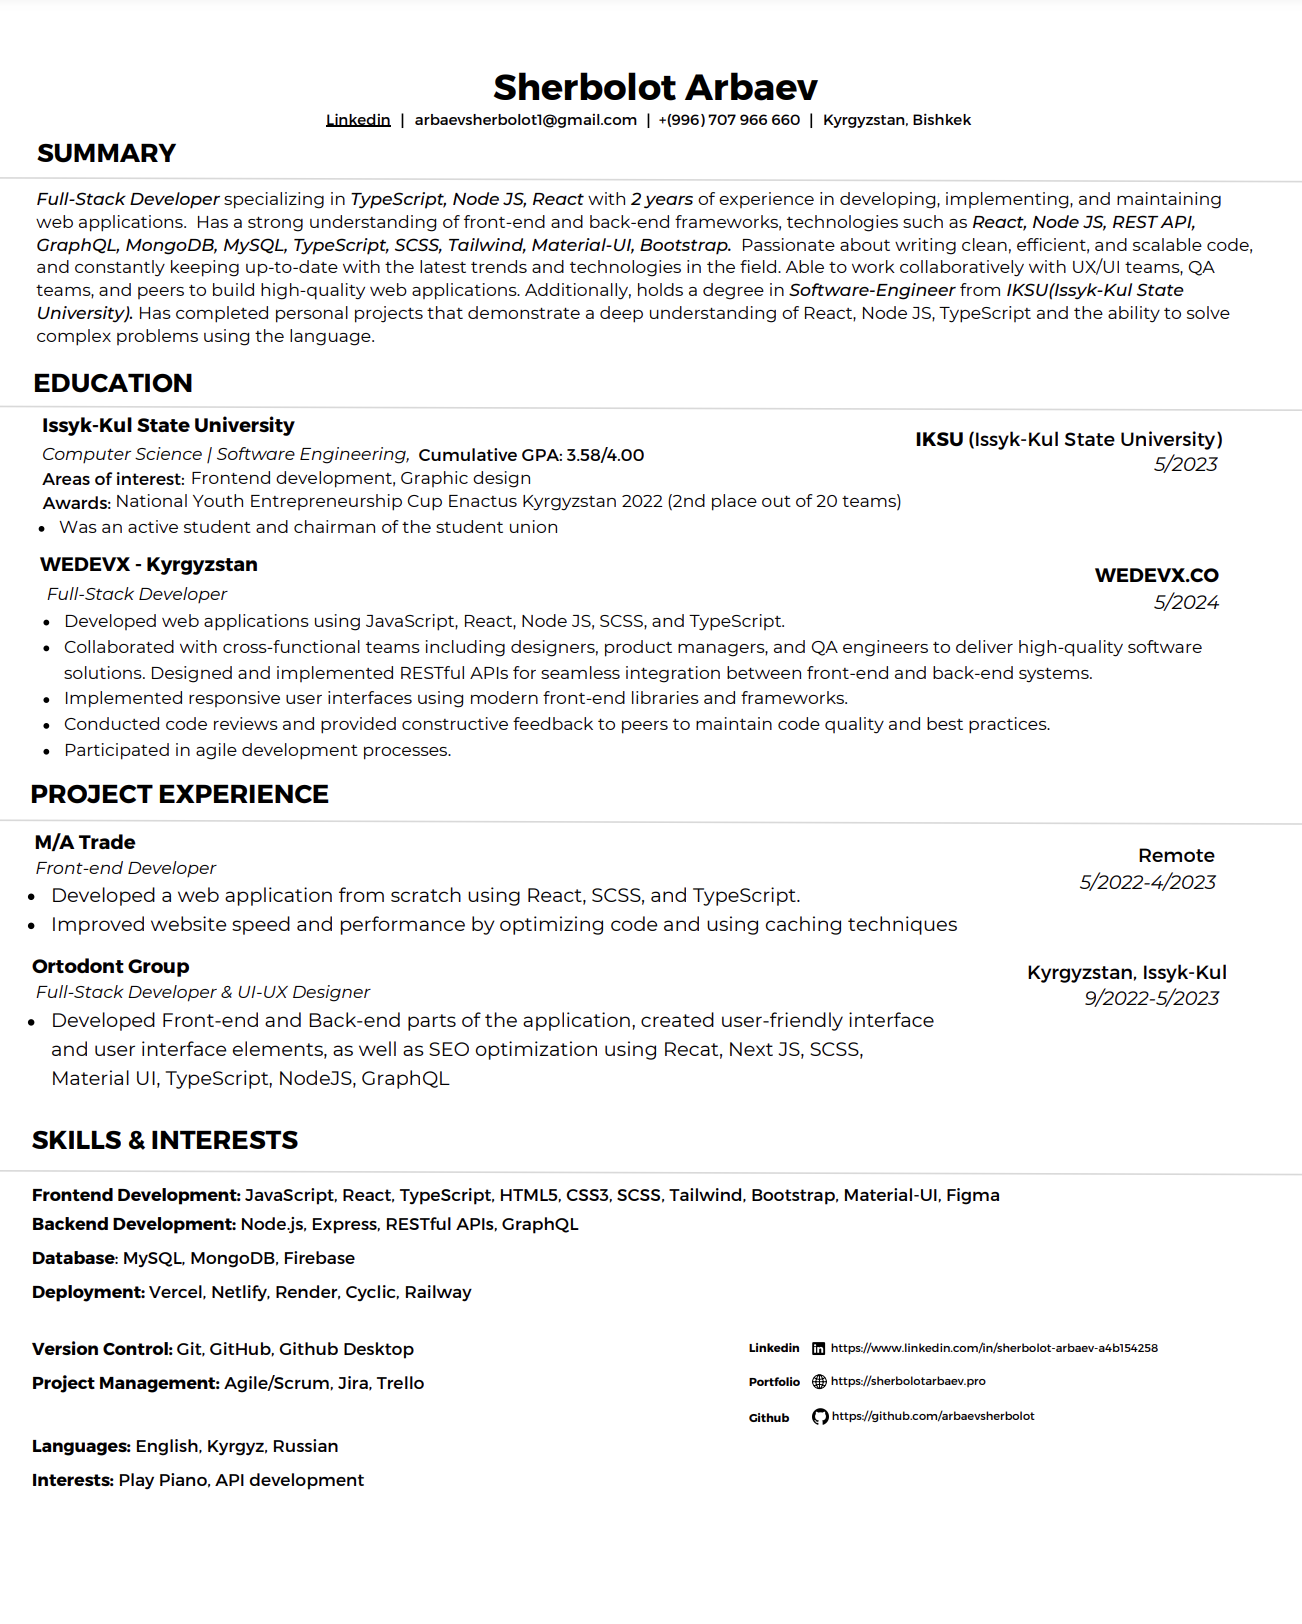 Sherbolot Arbaev
Linkedin | arbaevsherbolot1@gmail.com | +(996) 707 966 660 | Kyrgyzstan, Bishkek
SUMMARY
Full-Stack Developer specializing in TypeScript, Node JS, React with 2 years of experience in developing, implementing, and maintaining
web applications. Has a strong understanding of front-end and back-end frameworks, technologies such as React, Node JS, REST API,
GraphQL, MongoDB, MySQL, TypeScript, SCSS, Tailwind, Material-UI, Bootstrap. Passionate about writing clean, efficient, and scalable code,
and constantly keeping up-to-date with the latest trends and technologies in the field. Able to work collaboratively with UX/UI teams, QA
teams, and peers to build high-quality web applications. Additionally, holds a degree in Software-Engineer from IKSU(Issyk-Kul State
University). Has completed personal projects that demonstrate a deep understanding of React, Node JS, TypeScript and the ability to solve
complex problems using the language.
EDUCATION
Issyk-Kul State University
IKSU (Issyk-Kul State University)
Computer Science | Software Engineering, Cumulative GPA: 3.58/4.00
5/2023
Areas of interest: Frontend development, Graphic design
Awards: National Youth Entrepreneurship Cup Enactus Kyrgyzstan 2022 (2nd place out of 20 teams)
• Was an active student and chairman of the student union
WEDEVX - Kyrgyzstan
WEDEVX.CO
Full-Stack Developer
5/2024
• Developed web applications using JavaScript, React, Node JS, SCSS, and TypeScript.
• Collaborated with cross-functional teams including designers, product managers, and QA engineers to deliver high-quality software
solutions. Designed and implemented RESTful APIs for seamless integration between front-end and back-end systems.
• Implemented responsive user interfaces using modern front-end libraries and frameworks.
• Conducted code reviews and provided constructive feedback to peers to maintain code quality and best practices.
• Participated in agile development processes.
PROJECT EXPERIENCE
M/A Trade
Remote
Front-end Developer
5/2022-4/2023
• Developed a web application from scratch using React, SCSS, and TypeScript.
• Improved website speed and performance by optimizing code and using caching techniques
Ortodont Group
Kyrgyzstan, Issyk-Kul
Full-Stack Developer & UI-UX Designer
9/2022-5/2023
• Developed Front-end and Back-end parts of the application, created user-friendly interface
and user interface elements, as well as SEO optimization using Recat, Next JS, SCSS,
Material UI, TypeScript, NodeJS, GraphQL
SKILLS & INTERESTS
Frontend Development: JavaScript, React, TypeScript, HTML5, CSS3, SCSS, Tailwind, Bootstrap, Material-UI, Figma
Backend Development: Node.js, Express, RESTful APIs, GraphQL
Database: MySQL, MongoDB, Firebase
Deployment: Vercel, Netlify, Render, Cyclic, Railway
Version Control: Git, GitHub, Github Desktop
Project Management: Agile/Scrum, Jira, Trello
Languages: English, Kyrgyz, Russian
Interests: Play Piano, API development
Linkedin https://www.linkedin.com/in/sherbolot-arbaev-a4b154258
Portfolio https://sherbolotarbaev.pro
Github https://github.com/arbaevsherbolot